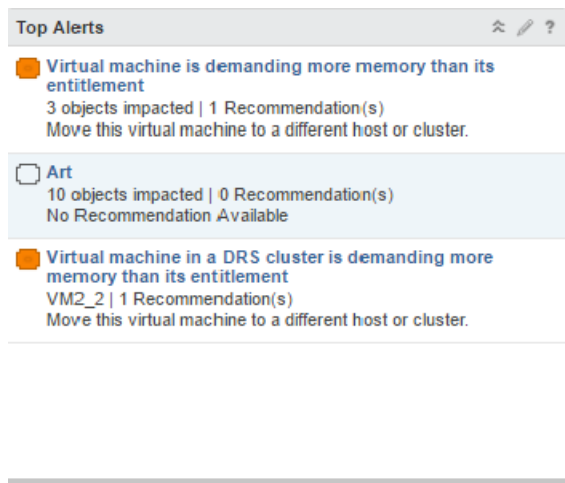 Top Alerts ?
Virtual machine is demanding more memory than its
entitlement
3 objects impacted | 1 Recommendation(s)
Move this virtual machine to a different host or cluster.
Art
10 objects impacted | 0 Recommendation(s)
No Recommendation Available
Virtual machine in a DRS cluster is demanding more
memory than its entitlement
VM2_2 | 1 Recommendation(s)
Move this virtual machine to a different host or cluster.